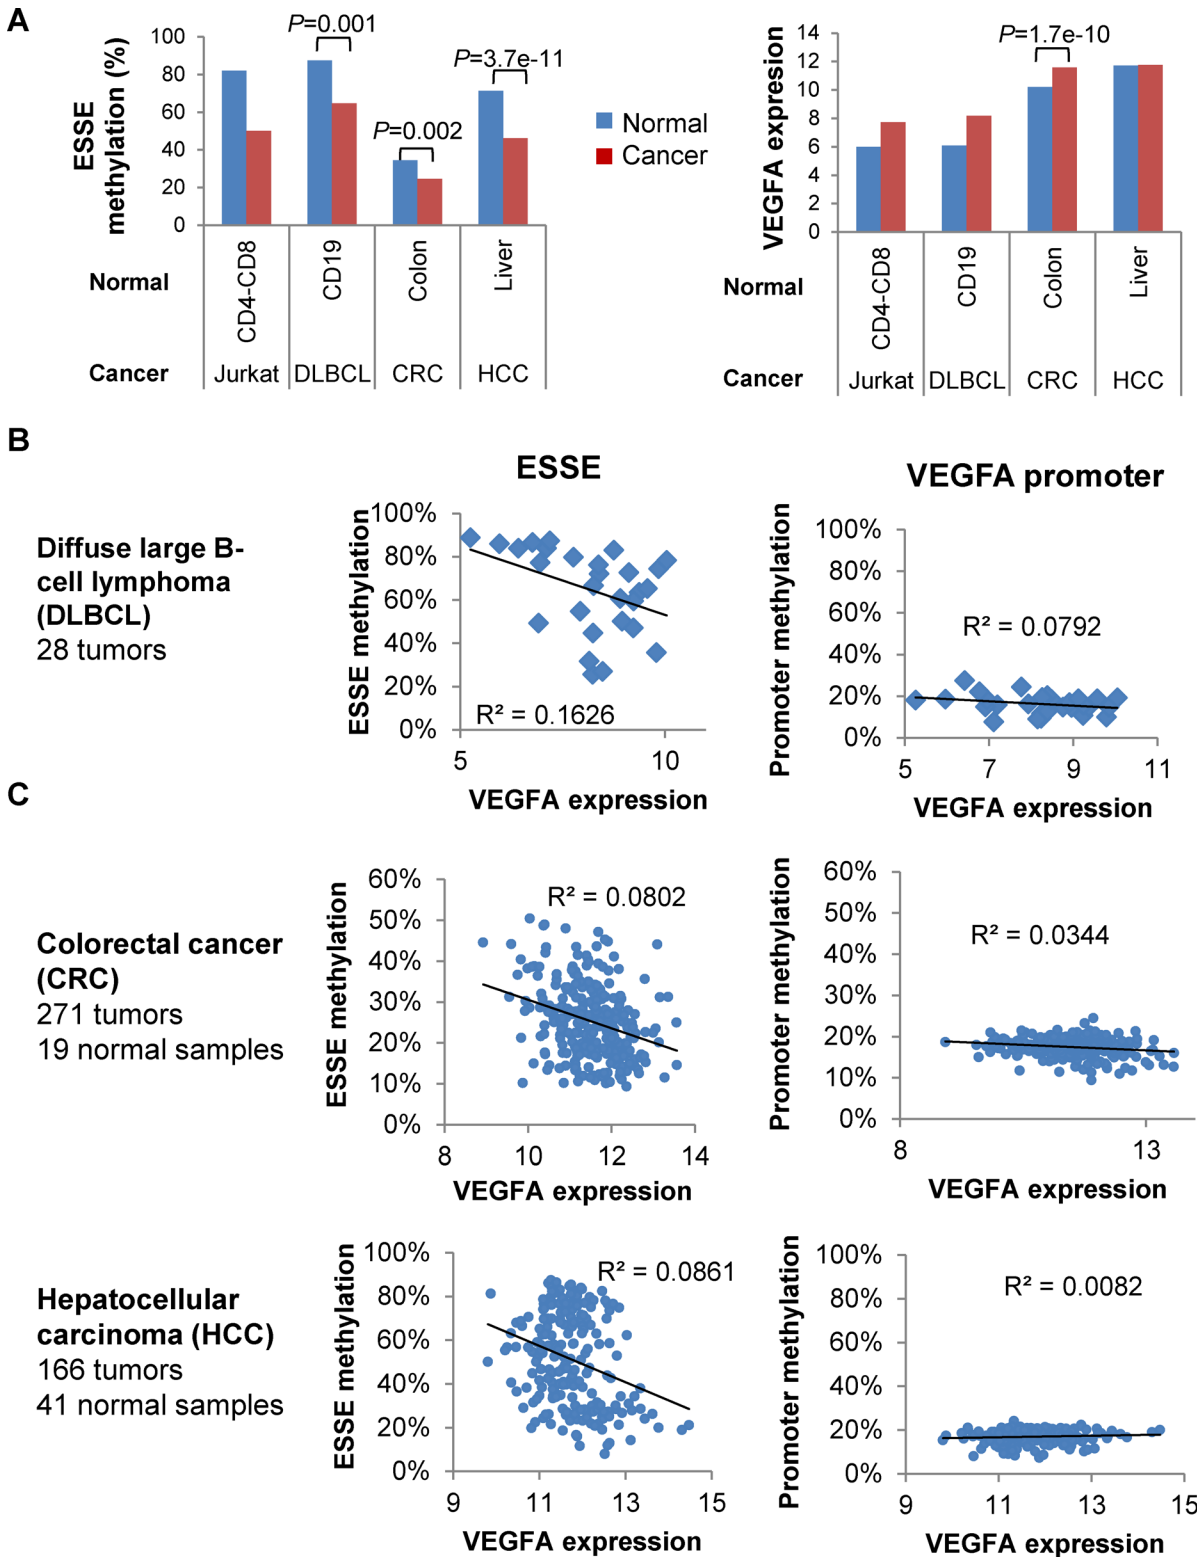 A
ESSE
methylation (%)
100
80
60
40
20
0
P=0.001
P=3.7e-11
P=0.002
Normal
CD4-CD8
CD19
Colon
Liver
Cancer
Jurkat
DLBCL
CRC
HCC
Normal
Cancer
VEGFA expresion
14
12
10
8
6
4
2
0
P=1.7e-10
Normal
CD4-CD8
CD19
Colon
Liver
Cancer
Jurkat
DLBCL
CRC
HCC
B
Diffuse large B-
cell lymphoma
(DLBCL)
28 tumors
ESSE
ESSE methylation
100%
80%
60%
40%
20%
0%
R² = 0.1626
5 10
VEGFA expression
VEGFA promoter
Promoter methylation
100%
80%
60%
40%
20%
0%
R² = 0.0792
5 7 9 11
VEGFA expression
C
Colorectal cancer
(CRC)
271 tumors
19 normal samples
ESSE methylation
60%
50%
40%
30%
20%
10%
0%
R² = 0.0802
8 10 12 14
VEGFA expression
Promoter methylation
60%
50%
40%
30%
20%
10%
0%
R² = 0.0344
8 13
VEGFA expression
Hepatocellular
carcinoma (HCC)
166 tumors
41 normal samples
ESSE methylation
100%
80%
60%
40%
20%
0%
R² = 0.0861
9 11 13 15
VEGFA expression
Promoter methylation
100%
80%
60%
40%
20%
0%
R² = 0.0082
9 11 13 15
VEGFA expression